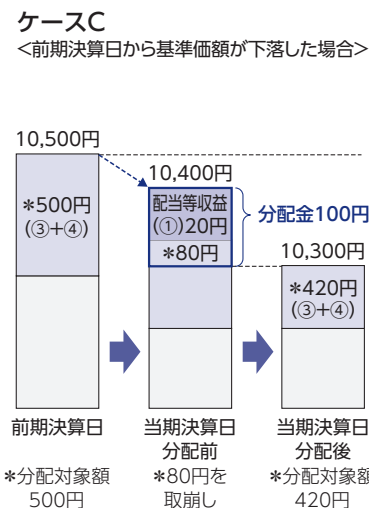 ケースC
<前期決算日から基準価額が下落した場合>
10,500円
10,400円
*500円
(③+④)
配当等収益
(①)20円
*80円
分配金100円
10,300円
*420円
(③+④)
前期決算日
当期決算日
分配前
当期決算日
分配後
*分配対象額
500円
*80円を
取崩し
*分配対象額
420円